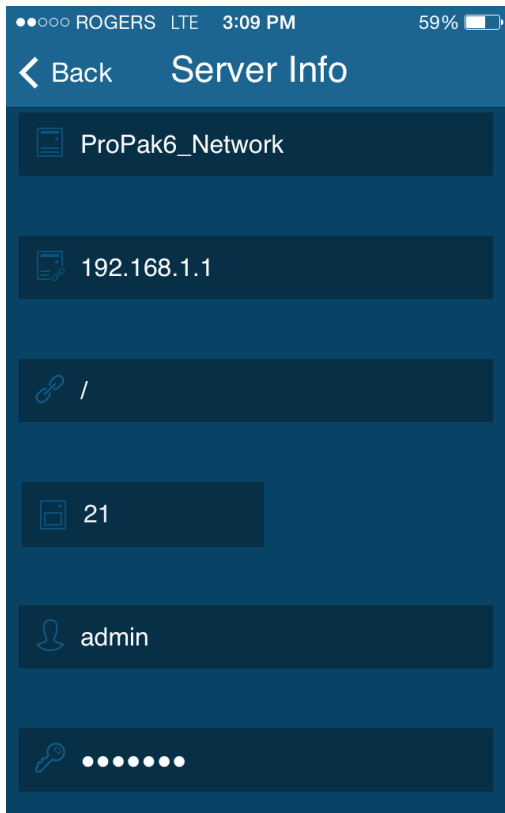 ROGERS LTE 3:09 PM 59%
Back Server Info
ProPak6_Network
192.168.1.1
/
21
admin
•••••••